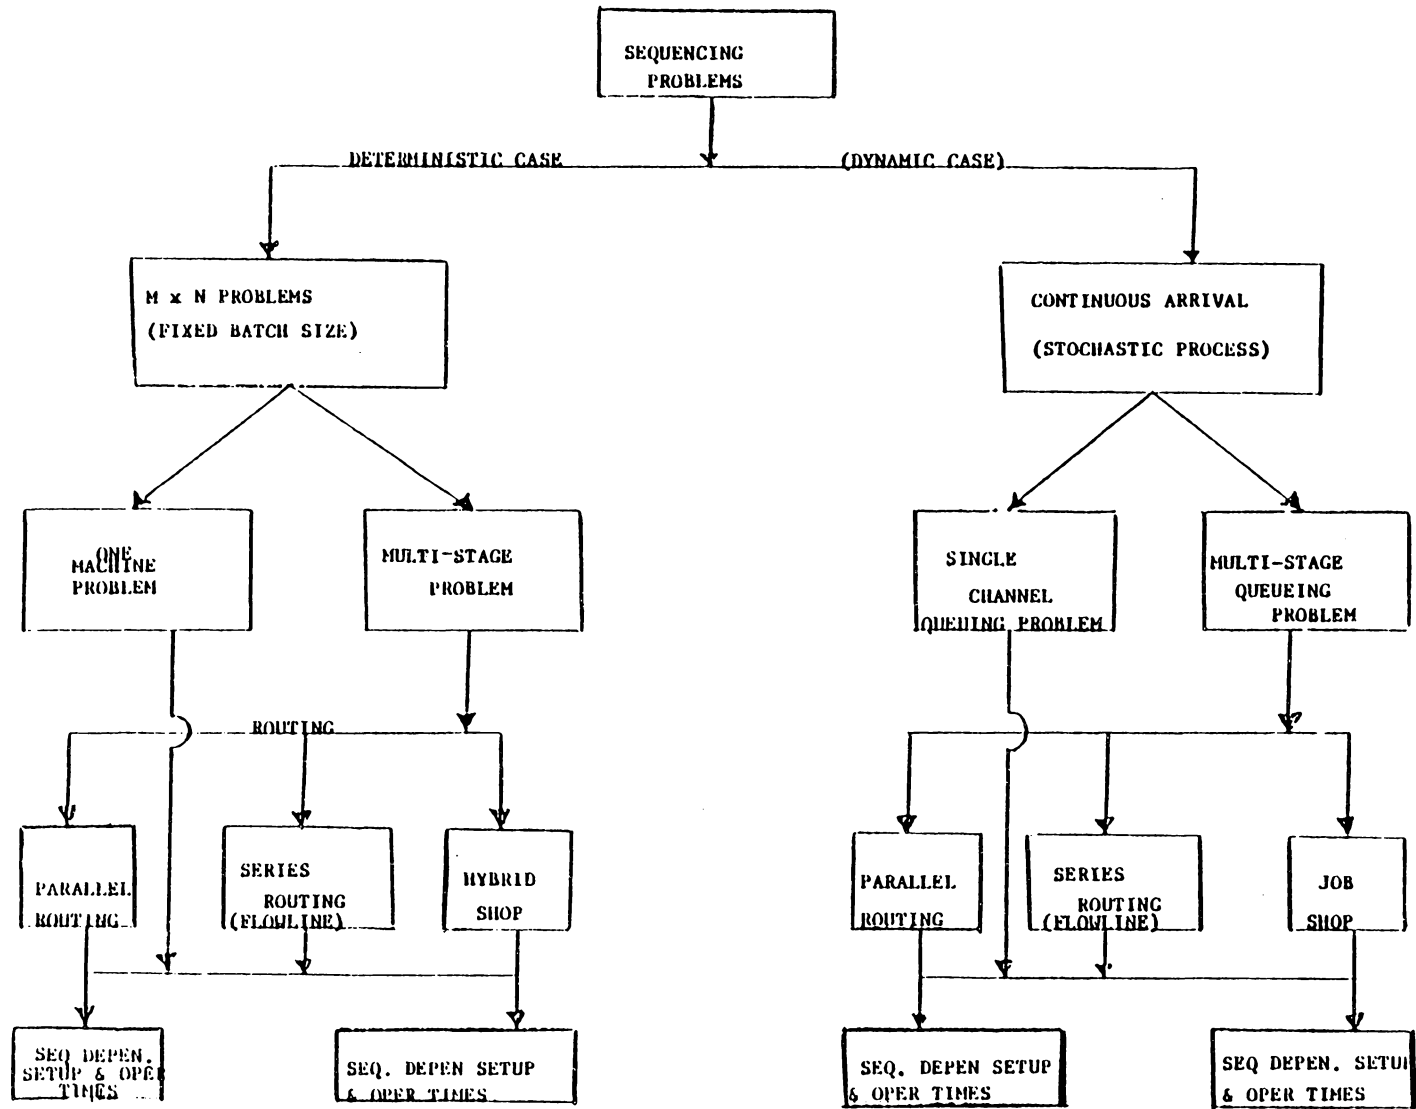 SEQUENCING
PROBLEMS
DETERMINISTIC CASE
(DYNAMIC CASE)
M x N PROBLEMS
(FIXED BATCH SIZE)
CONTINUOUS ARRIVAL
(STOCHASTIC PROCESS)
ONE
MACHINE
PROBLEM
MULTI-STAGE
PROBLEM
SINGLE
CHANNEL
QUEUING PROBLEM
MULTI-STAGE
QUEUEING
PROBLEM
ROUTING
PARALLEL
ROUTING
SERIES
ROUTING
(FLOWLINE)
HYBRID
SHOP
PARALLEL
ROUTING
SERIES
ROUTING
(FLOWLINE)
JOB
SHOP
SEQ DEPEN.
SETUP & OPER
TIMES
SEQ. DEPEN SETUP
& OPER TIMES
SEQ. DEPEN SETUP
& OPER TIMES
SEQ DEPEN. SETUP
& OPER TIMES